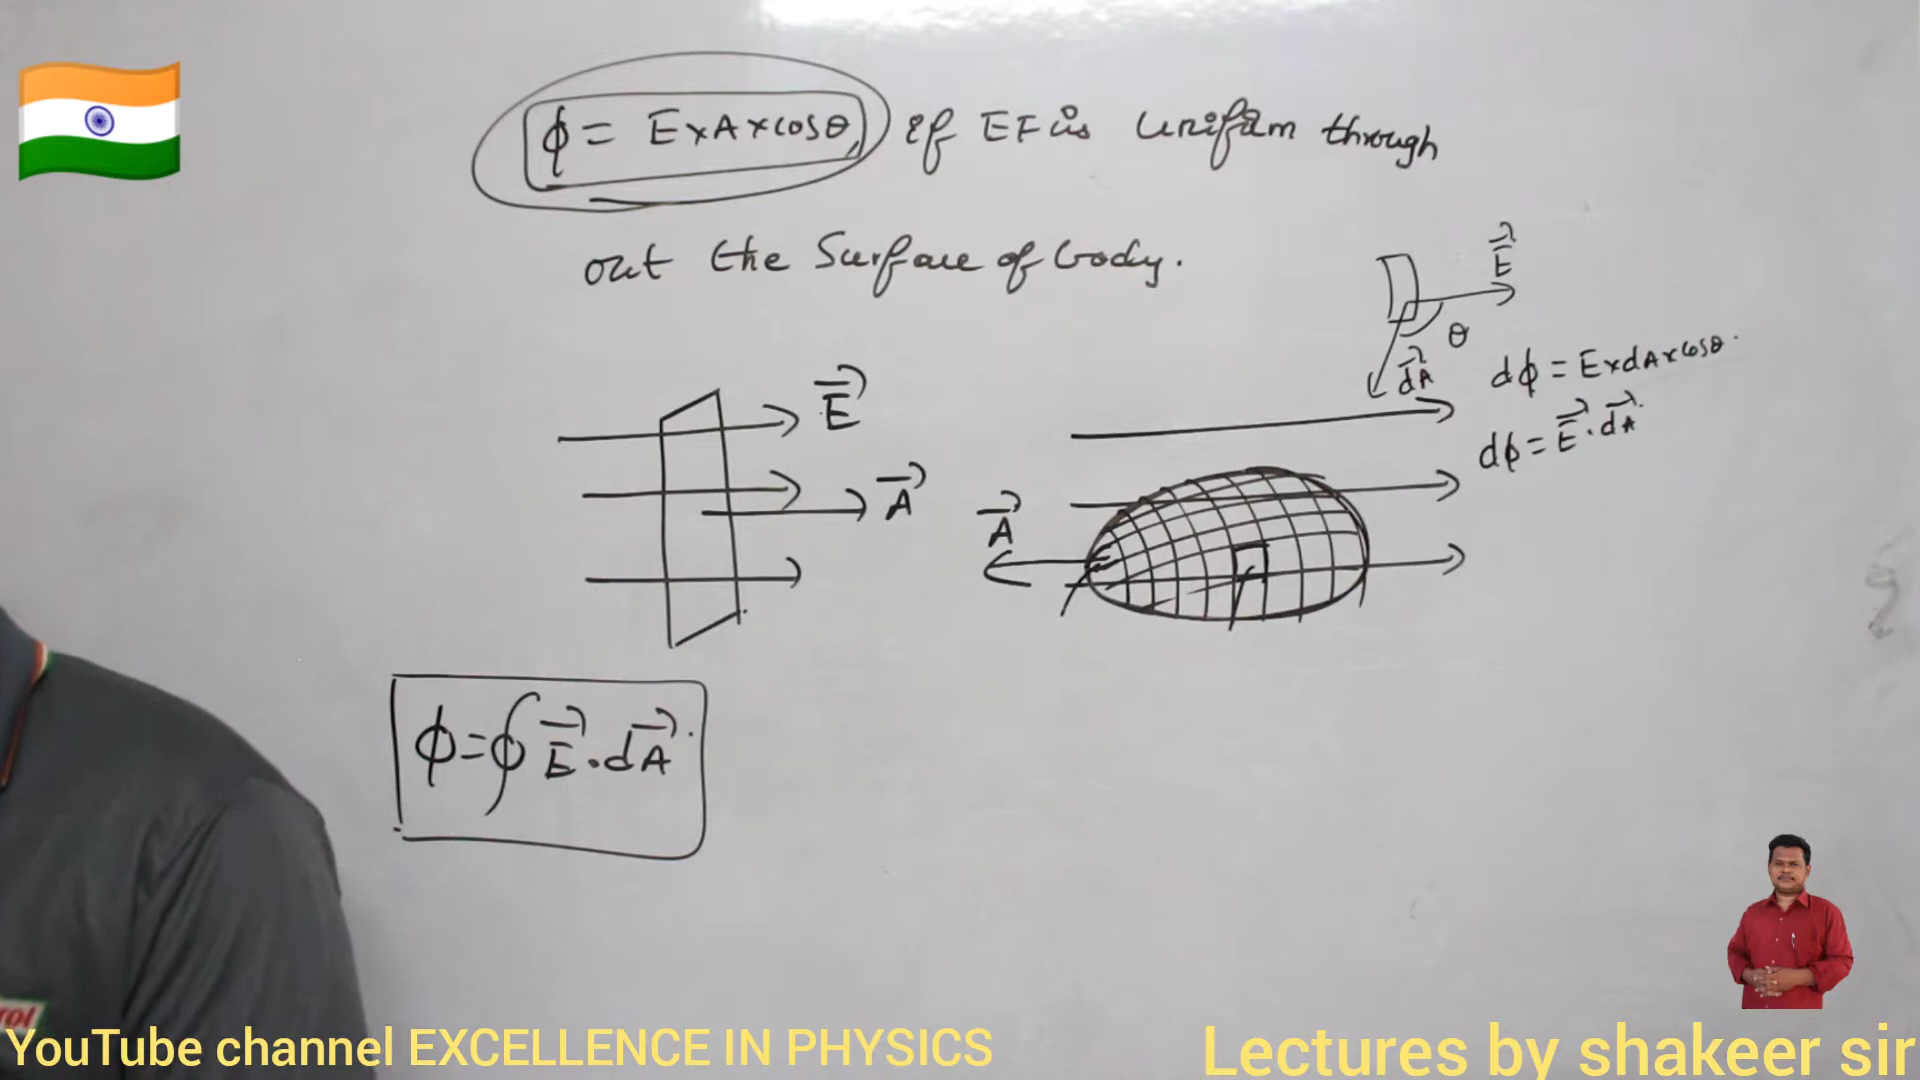 ϕ = E×A×cosθ, if EF is uniform through
out the Surface of body.
E⃗
θ
dA⃗
dϕ = E×dA×cosθ.
dϕ = E⃗ · dA⃗.
E⃗
A⃗
A⃗
ϕ = ∮ E⃗ · dA⃗.
rol
YouTube channel EXCELLENCE IN PHYSICS
Lectures by shakeer sir